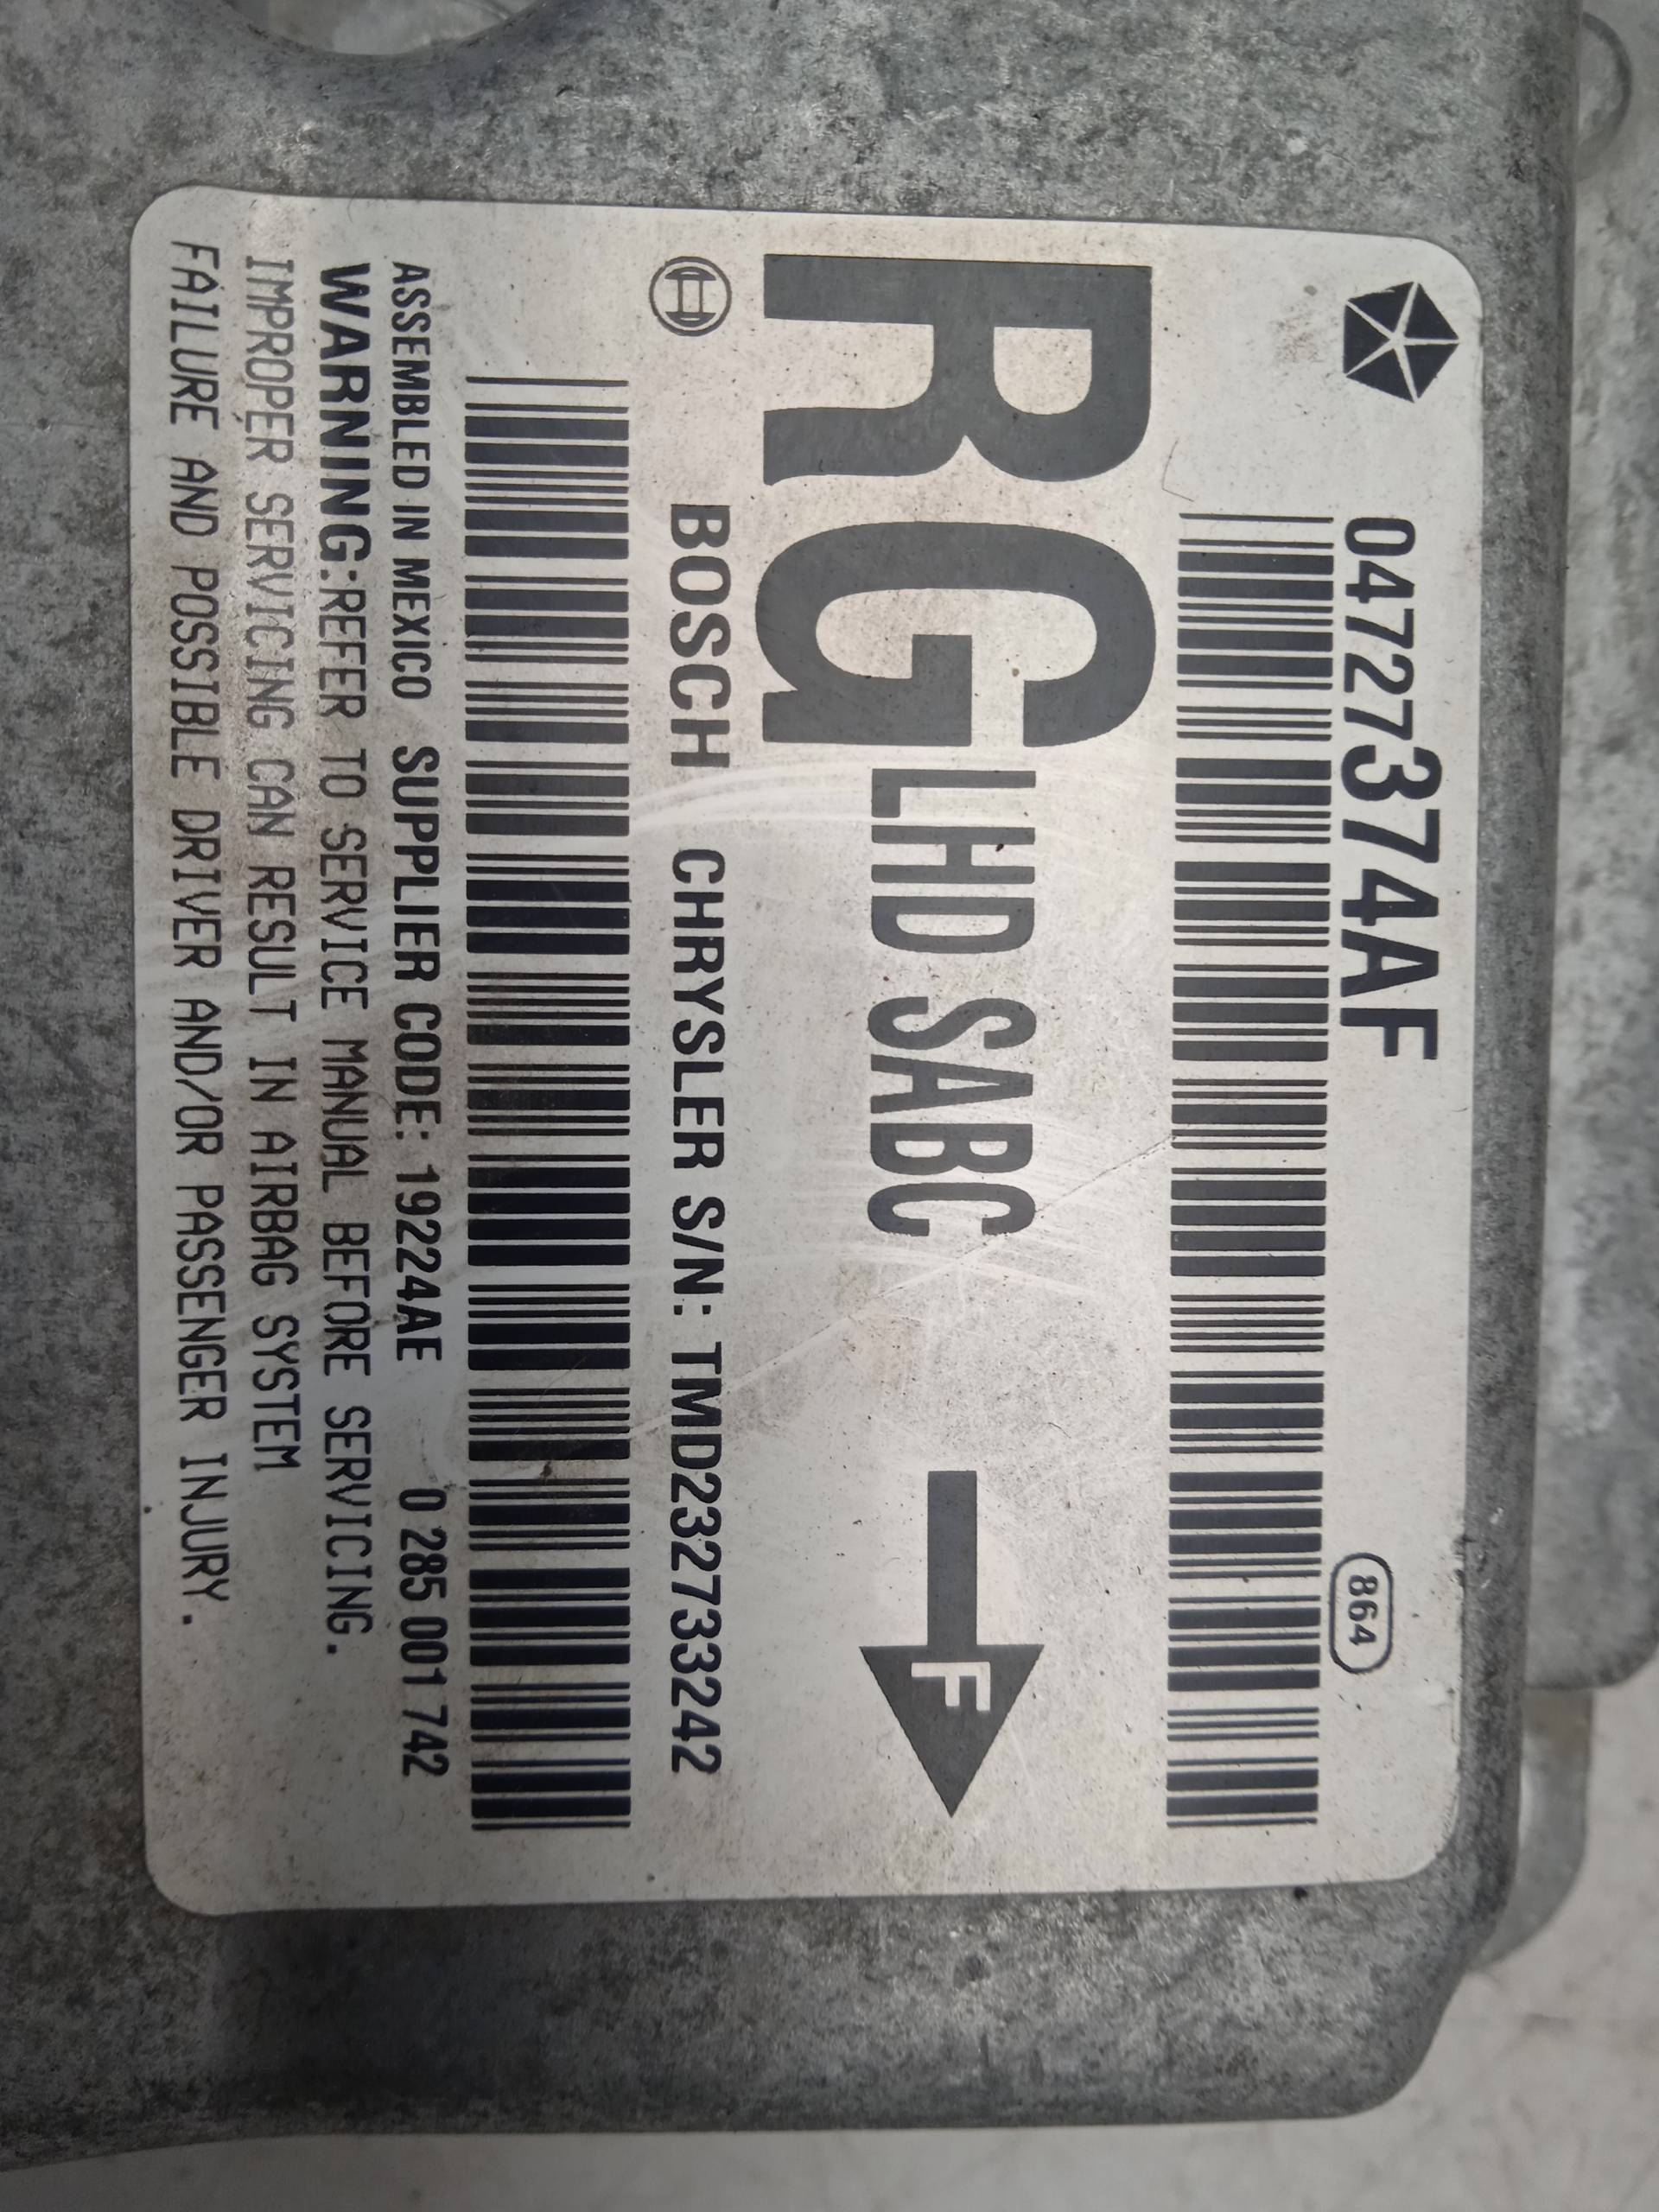 04727374AF
864
RG LHD SABC
F
BOSCH CHRYSLER S/N: TMD232733242
ASSEMBLED IN MEXICO SUPPLIER CODE: 19224AE 0 285 001 742
WARNING:REFER TO SERVICE MANUAL BEFORE SERVICING.
IMPROPER SERVICING CAN RESULT IN AIRBAG SYSTEM
FAILURE AND POSSIBLE DRIVER AND/OR PASSENGER INJURY.